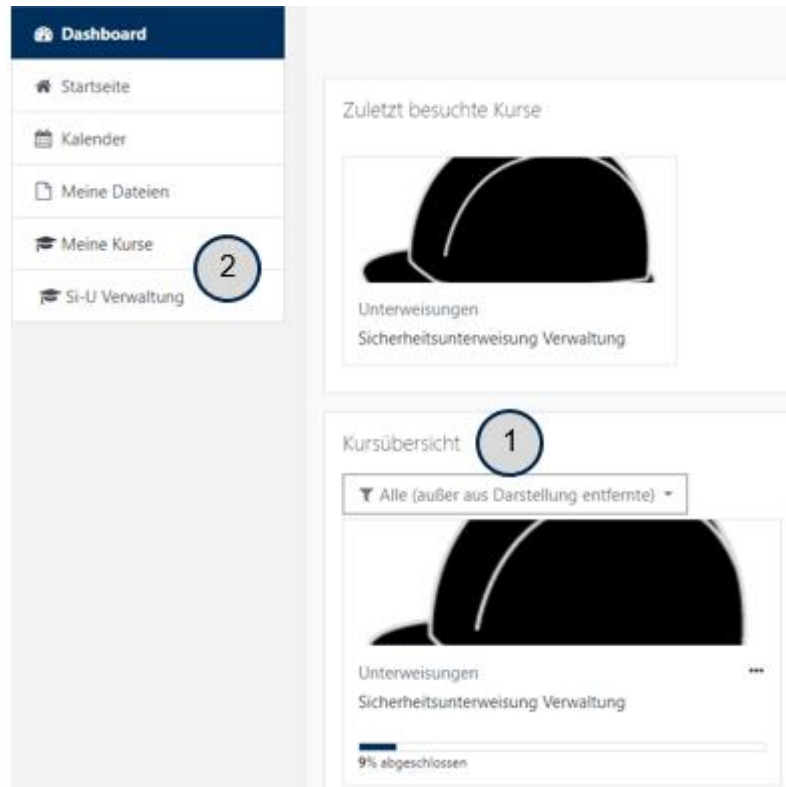 Dashboard
Startseite
Kalender
Meine Dateien
Meine Kurse
2
Si-U Verwaltung
Zuletzt besuchte Kurse
Unterweisungen
Sicherheitsunterweisung Verwaltung
Kursübersicht
1
Alle (außer aus Darstellung entfernte)
Unterweisungen
...
Sicherheitsunterweisung Verwaltung
9% abgeschlossen